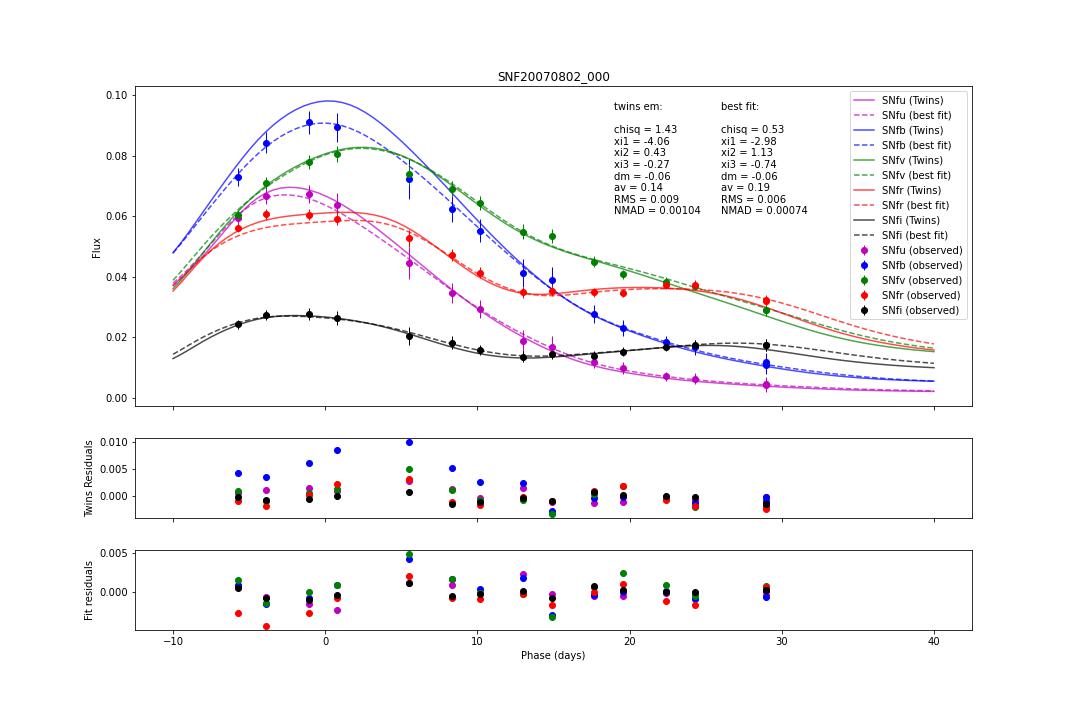 SNF20070802_000
Flux
0.10
0.08
0.06
0.04
0.02
0.00
twins em:
chisq = 1.43
xi1 = -4.06
xi2 = 0.43
xi3 = -0.27
dm = -0.06
av = 0.14
RMS = 0.009
NMAD = 0.00104
best fit:
chisq = 0.53
xi1 = -2.98
xi2 = 1.13
xi3 = -0.74
dm = -0.06
av = 0.19
RMS = 0.006
NMAD = 0.00074
SNfu (Twins)
SNfu (best fit)
SNfb (Twins)
SNfb (best fit)
SNfv (Twins)
SNfv (best fit)
SNfr (Twins)
SNfr (best fit)
SNfi (Twins)
SNfi (best fit)
SNfu (observed)
SNfb (observed)
SNfv (observed)
SNfr (observed)
SNfi (observed)
Twins Residuals
0.010
0.005
0.000
Fit residuals
0.005
0.000
−10 0 10 20 30 40
Phase (days)